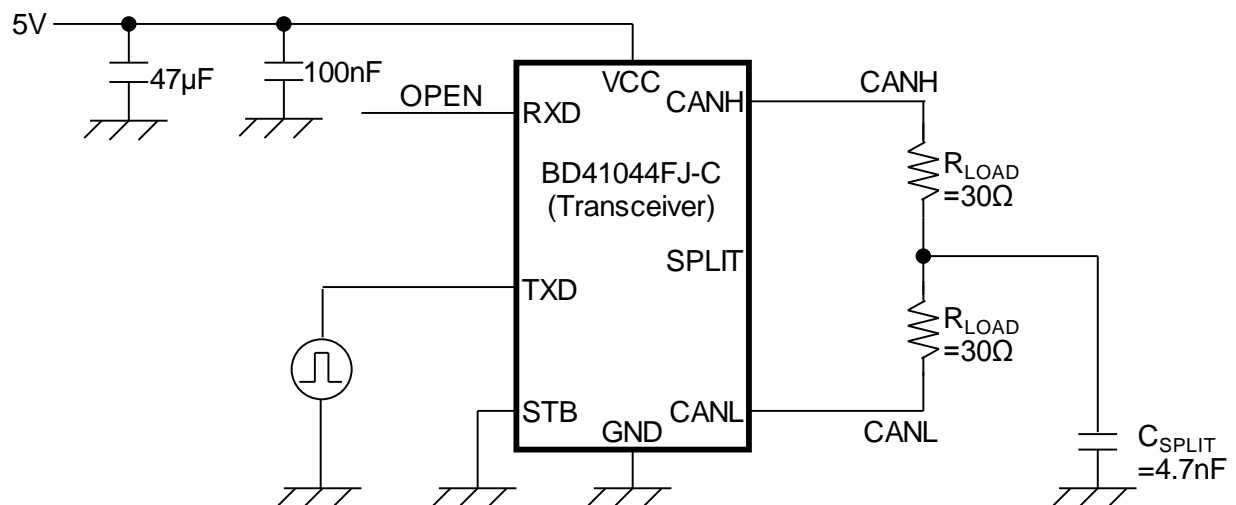 5V
47µF
100nF
OPEN
VCC
CANH
CANH
RXD
BD41044FJ-C
(Transceiver)
RLOAD
=30Ω
SPLIT
TXD
RLOAD
=30Ω
STB
CANL
GND
CANL
CSPLIT
=4.7nF